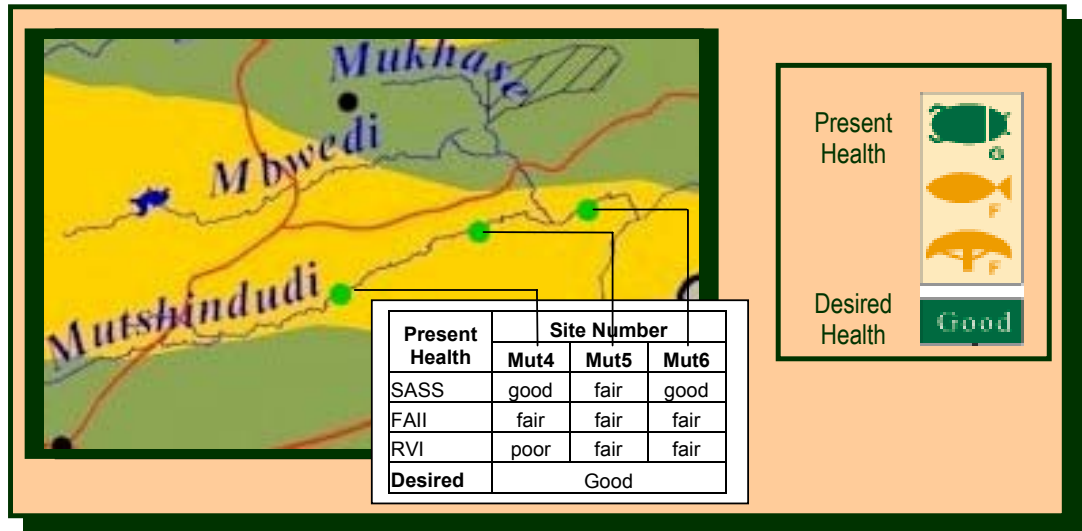 Mukhase
Mbwedi
Mutshindudi
Present Health
Site Number
Mut4 Mut5 Mut6
SASS good fair good
FAII fair fair fair
RVI poor fair fair
Desired Good
Present
Health
G
F
F
Desired
Health
Good